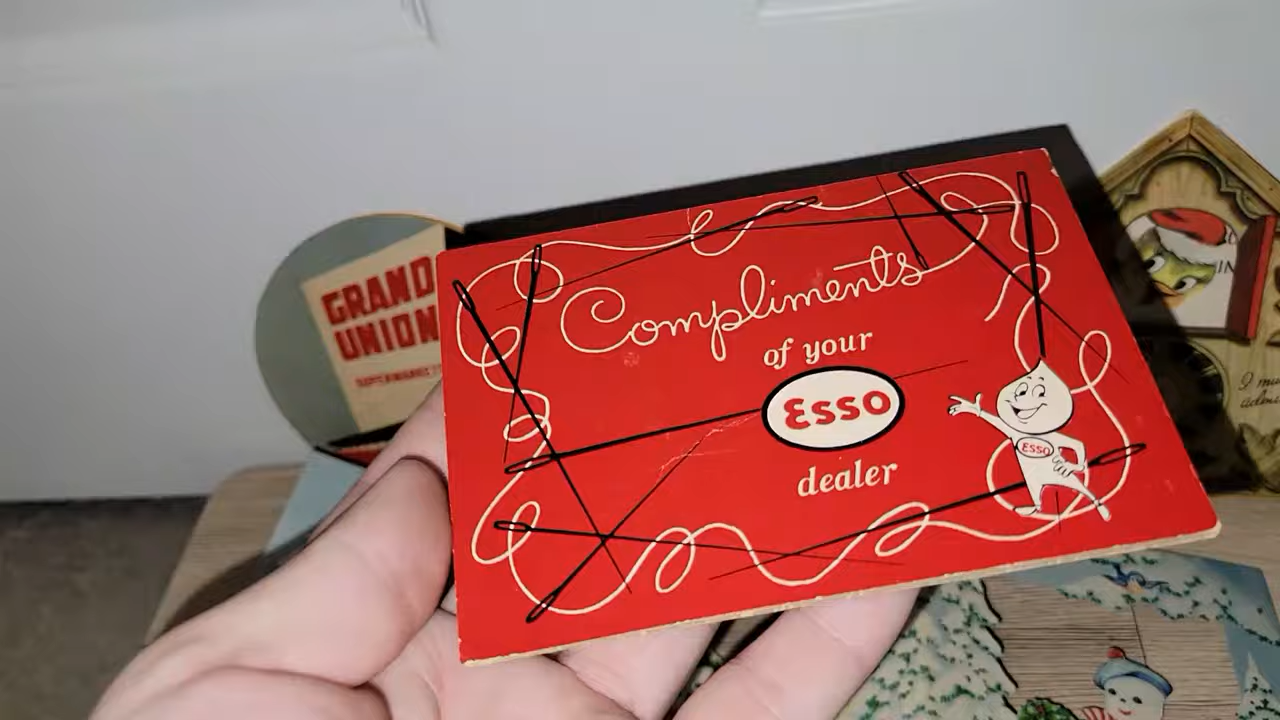 Compliments
of your
Esso
dealer
ESSO
GRAND
UNION